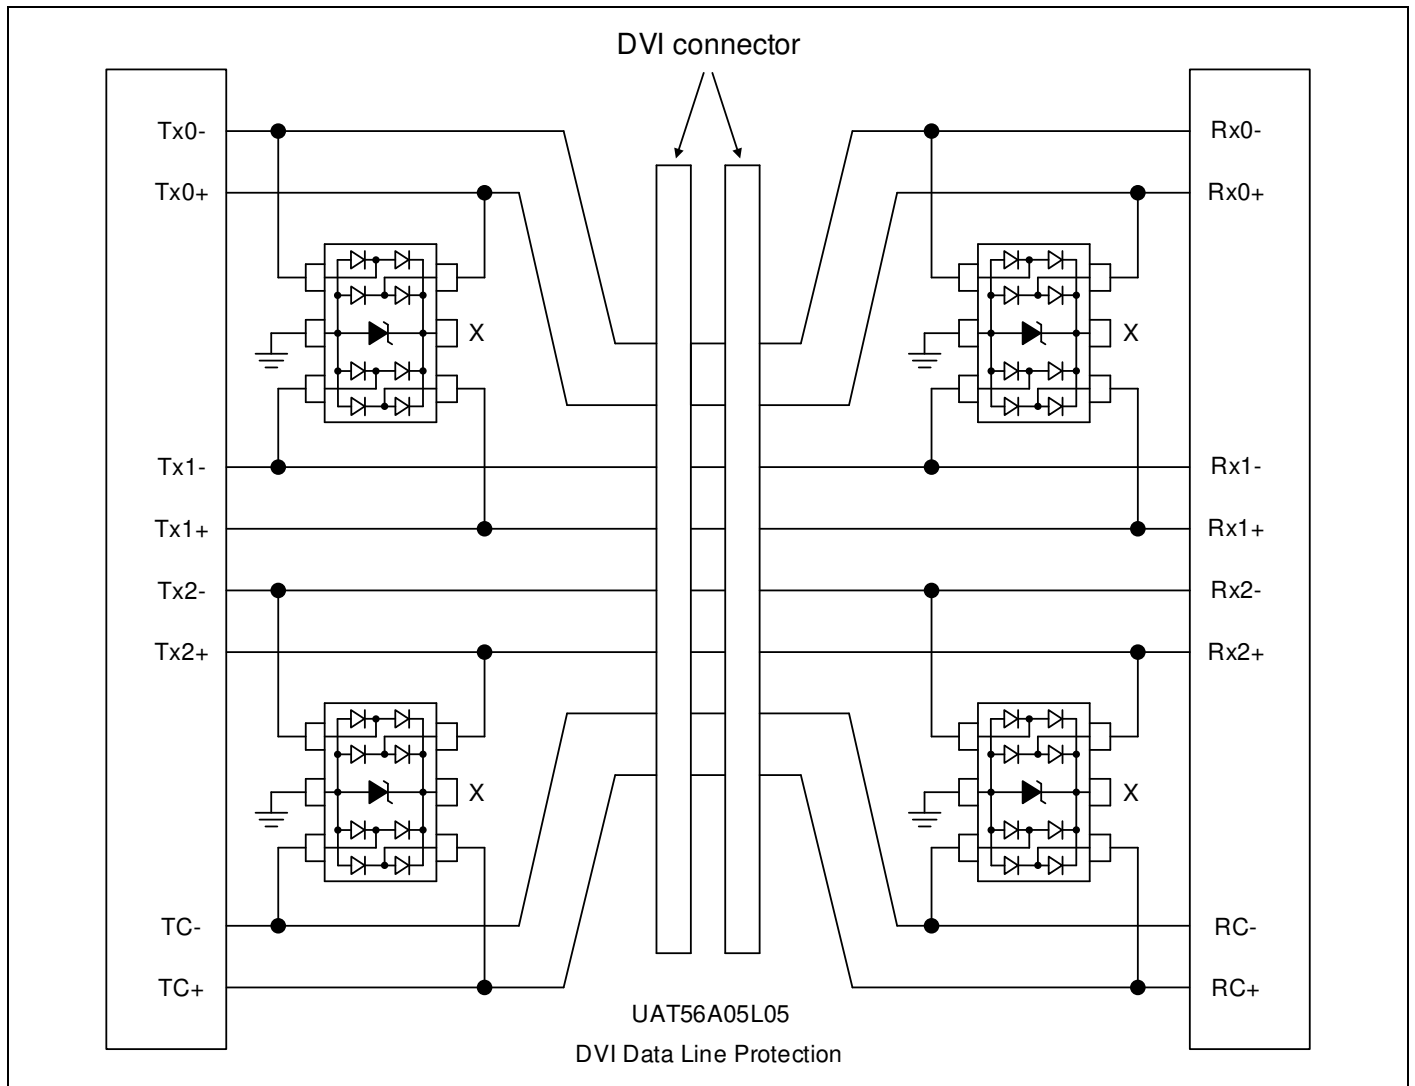 DVI connector
Tx0-
Rx0-
Tx0+
Rx0+
X
X
Tx1-
Rx1-
Tx1+
Rx1+
Tx2-
Rx2-
Tx2+
Rx2+
X
X
TC-
RC-
TC+
RC+
UAT56A05L05
DVI Data Line Protection